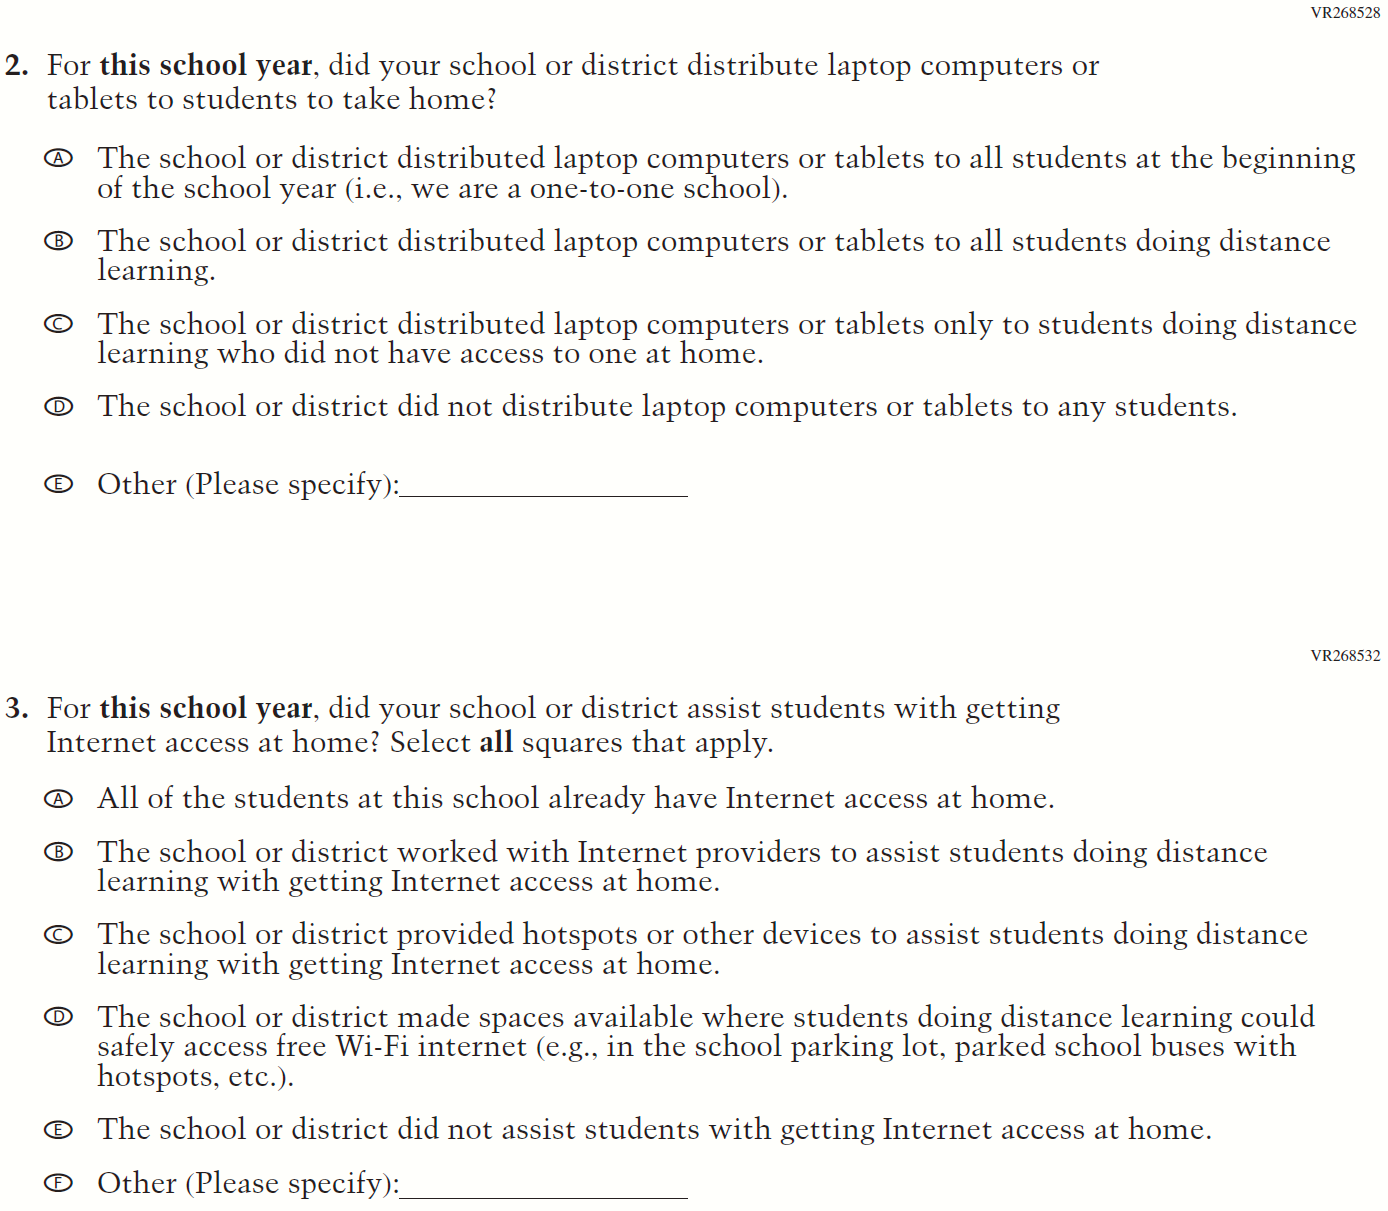 VR268528
2. For this school year, did your school or district distribute laptop computers or
tablets to students to take home?
A The school or district distributed laptop computers or tablets to all students at the beginning
of the school year (i.e., we are a one-to-one school).
B The school or district distributed laptop computers or tablets to all students doing distance
learning.
C The school or district distributed laptop computers or tablets only to students doing distance
learning who did not have access to one at home.
D The school or district did not distribute laptop computers or tablets to any students.
E Other (Please specify):
VR268532
3. For this school year, did your school or district assist students with getting
Internet access at home? Select all squares that apply.
A All of the students at this school already have Internet access at home.
B The school or district worked with Internet providers to assist students doing distance
learning with getting Internet access at home.
C The school or district provided hotspots or other devices to assist students doing distance
learning with getting Internet access at home.
D The school or district made spaces available where students doing distance learning could
safely access free Wi-Fi internet (e.g., in the school parking lot, parked school buses with
hotspots, etc.).
E The school or district did not assist students with getting Internet access at home.
F Other (Please specify):